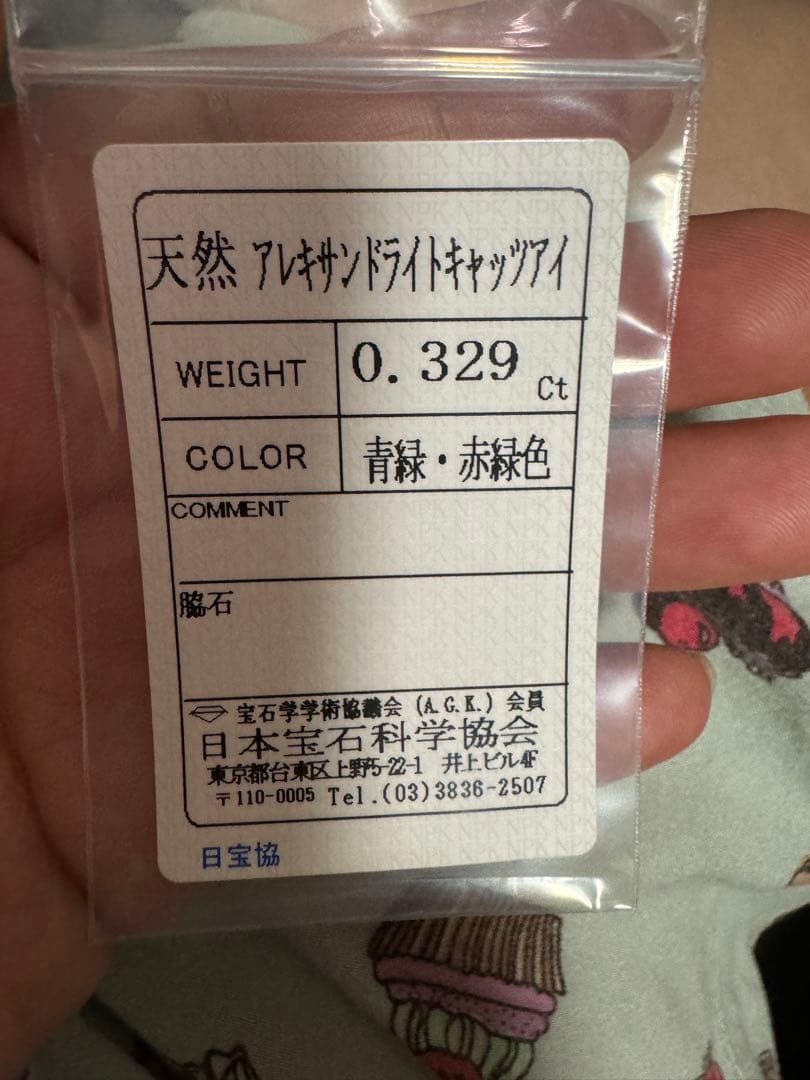 天然 アレキサンドライトキャッツアイ
WEIGHT 0.329 Ct
COLOR 青緑・赤緑色
COMMENT
脇石
宝石学学術協議会 (A.G.K.) 会員
日本宝石科学協会
東京都台東区上野5-22-1 井上ビル4F
〒110-0005 Tel.(03)3836-2507
日宝協